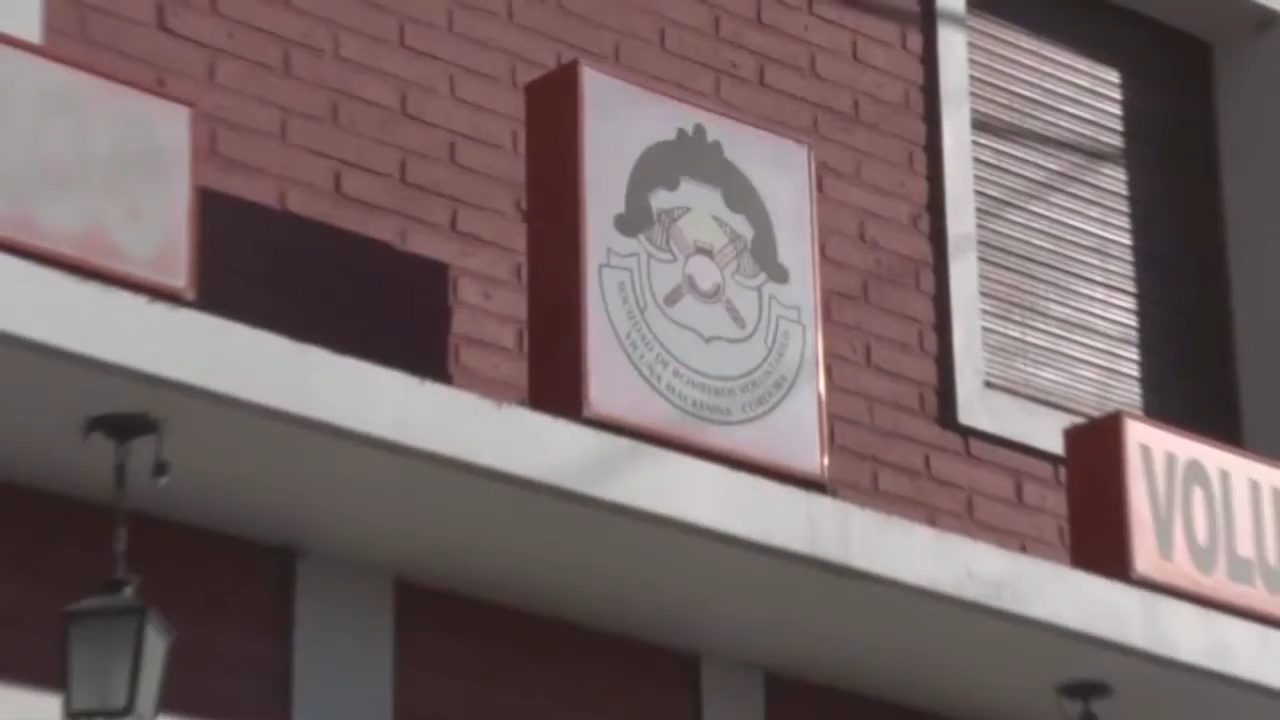 SOCIEDAD DE BOMBEROS VOLUNTARIOS
VICUÑA MACKENNA - CORDOBA
VOLU